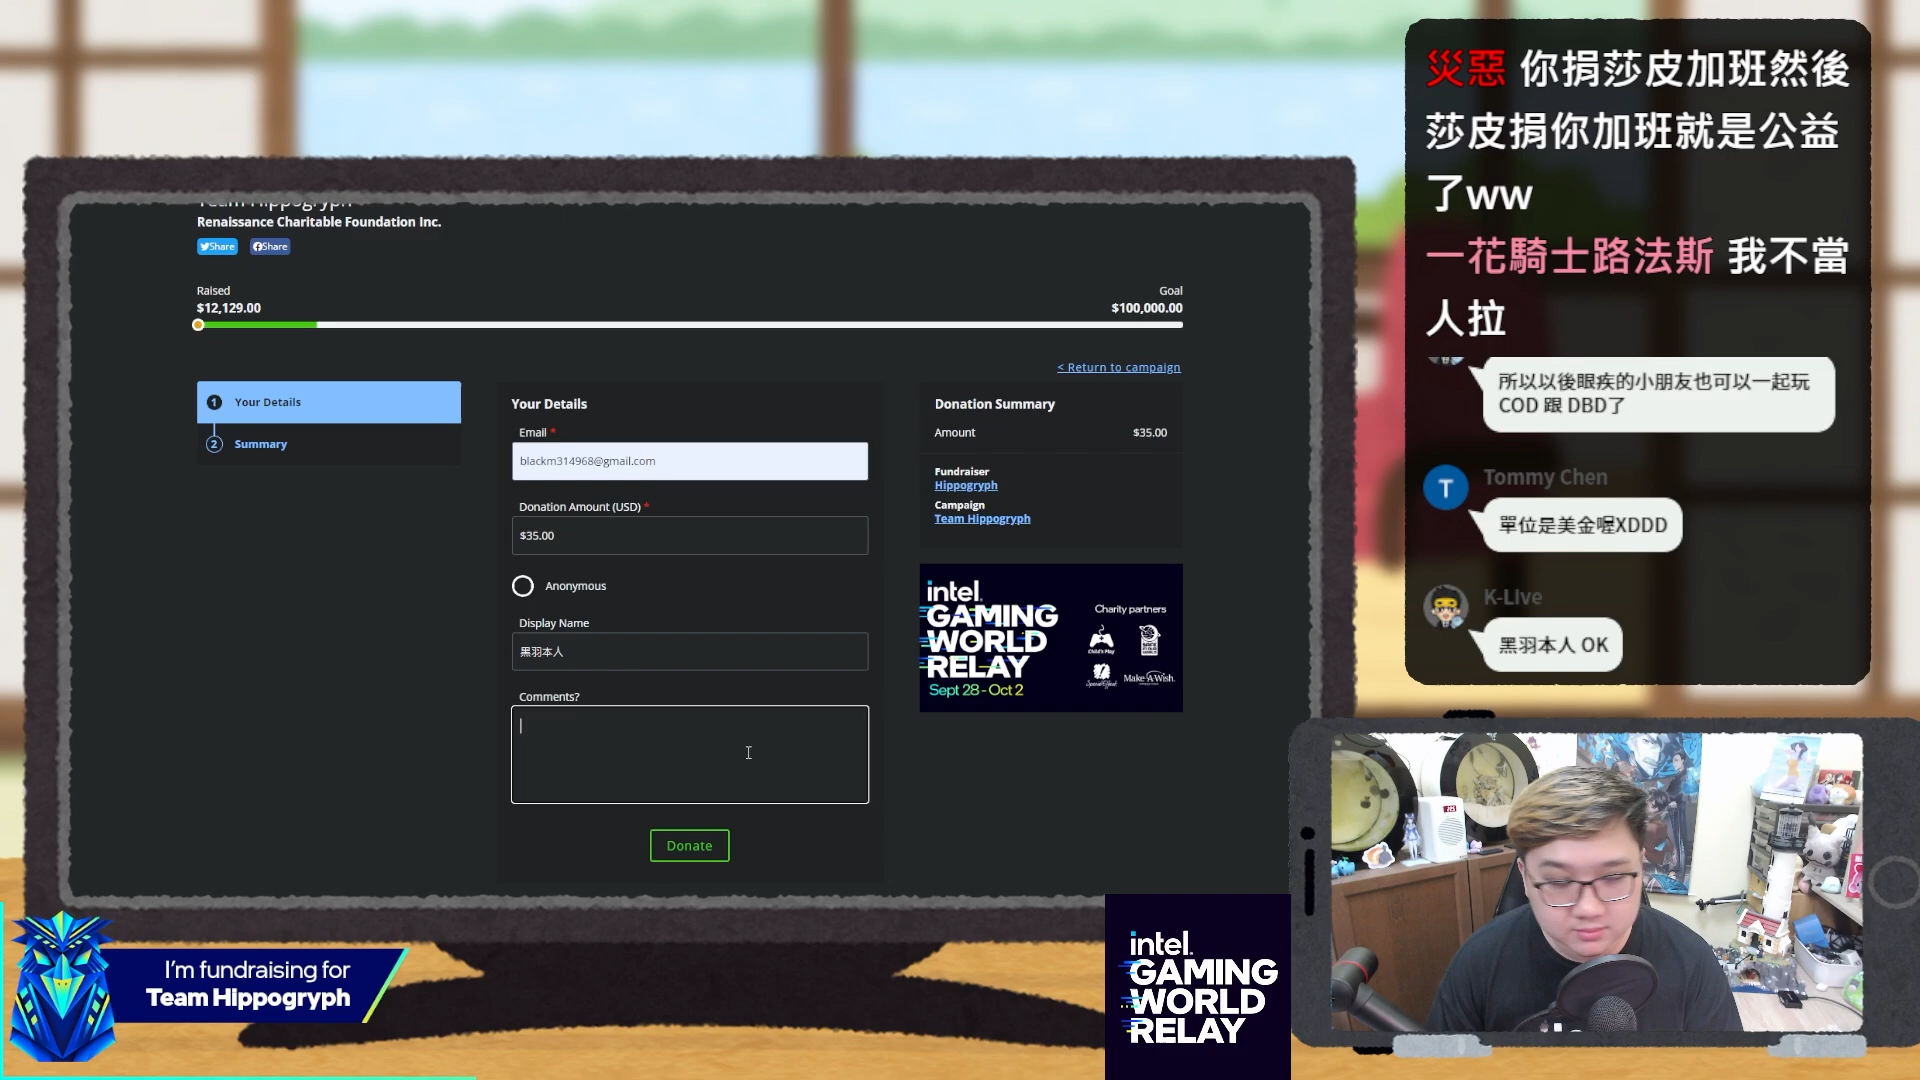 Team Hippogryph
Renaissance Charitable Foundation Inc.
Share
Share
Raised
$12,129.00
Goal
$100,000.00
< Return to campaign
1 Your Details
2 Summary
Your Details
Email *
blackm314968@gmail.com
Donation Amount (USD) *
$35.00
Anonymous
Display Name
黑羽本人
Comments?
Donate
Donation Summary
Amount $35.00
Fundraiser
Hippogryph
Campaign
Team Hippogryph
intel.
GAMING
WORLD
RELAY
Sept 28 - Oct 2
Charity partners
Child's Play
SpecialEffect
Make-A-Wish.
災惡 你捐莎皮加班然後
莎皮捐你加班就是公益
了ww
一花騎士路法斯 我不當
人拉
所以以後眼疾的小朋友也可以一起玩
COD 跟 DBD了
T
Tommy Chen
單位是美金喔XDDD
K-LIve
黑羽本人 OK
I'm fundraising for
Team Hippogryph
intel.
GAMING
WORLD
RELAY